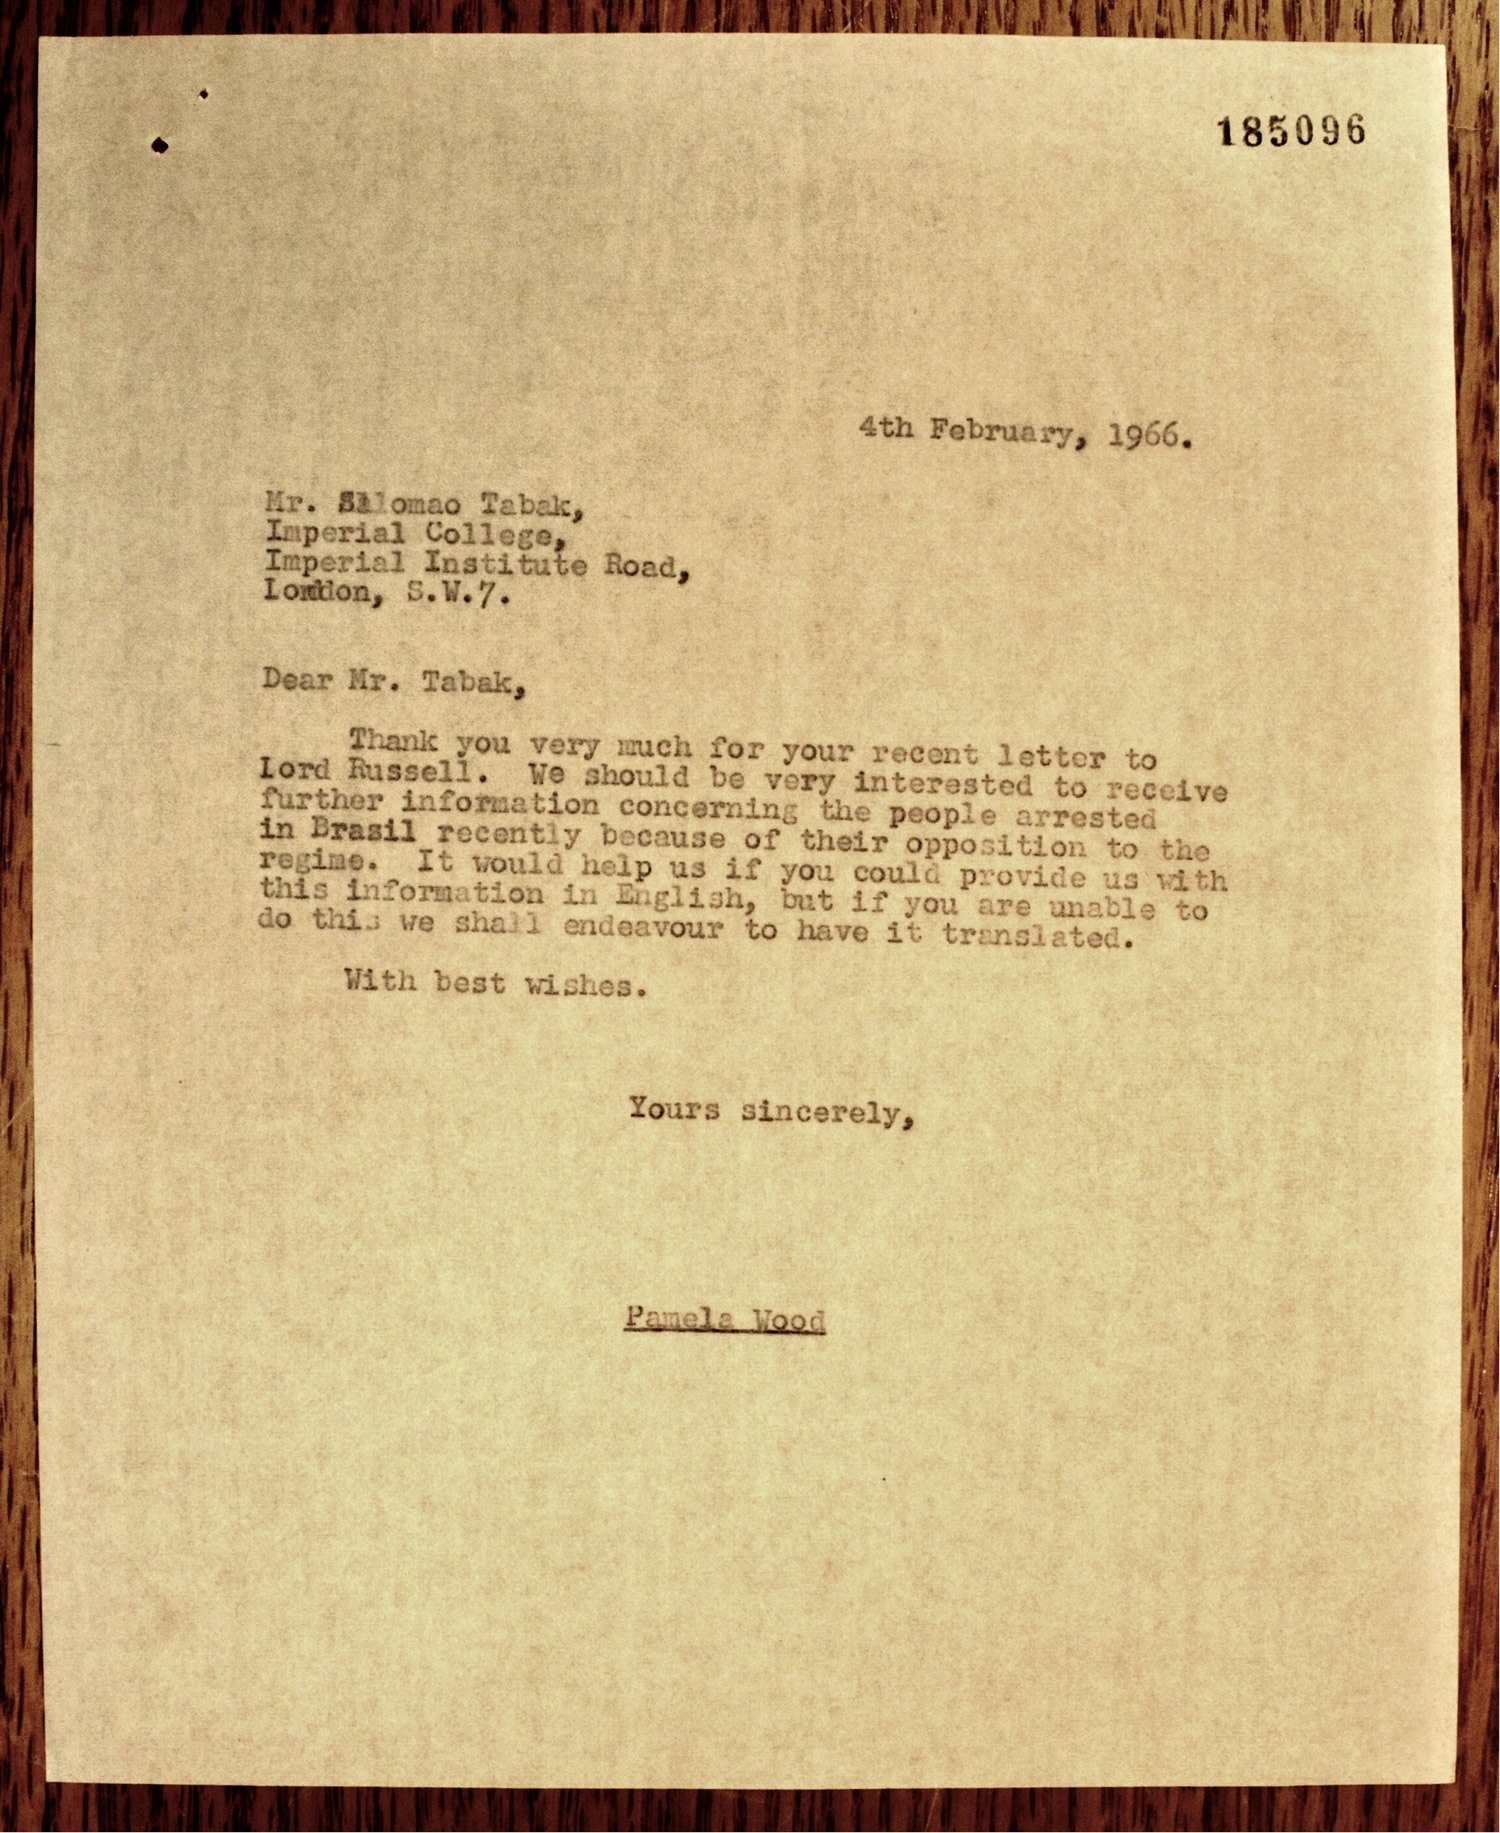 185096
4th February, 1966.
Mr. Salomao Tabak,
Imperial College,
Imperial Institute Road,
London, S.W.7.
Dear Mr. Tabak,
Thank you very much for your recent letter to
Lord Russell. We should be very interested to receive
further information concerning the people arrested
in Brasil recently because of their opposition to the
regime. It would help us if you could provide us with
this information in English, but if you are unable to
do this we shall endeavour to have it translated.
With best wishes.
Yours sincerely,
Pamela Wood